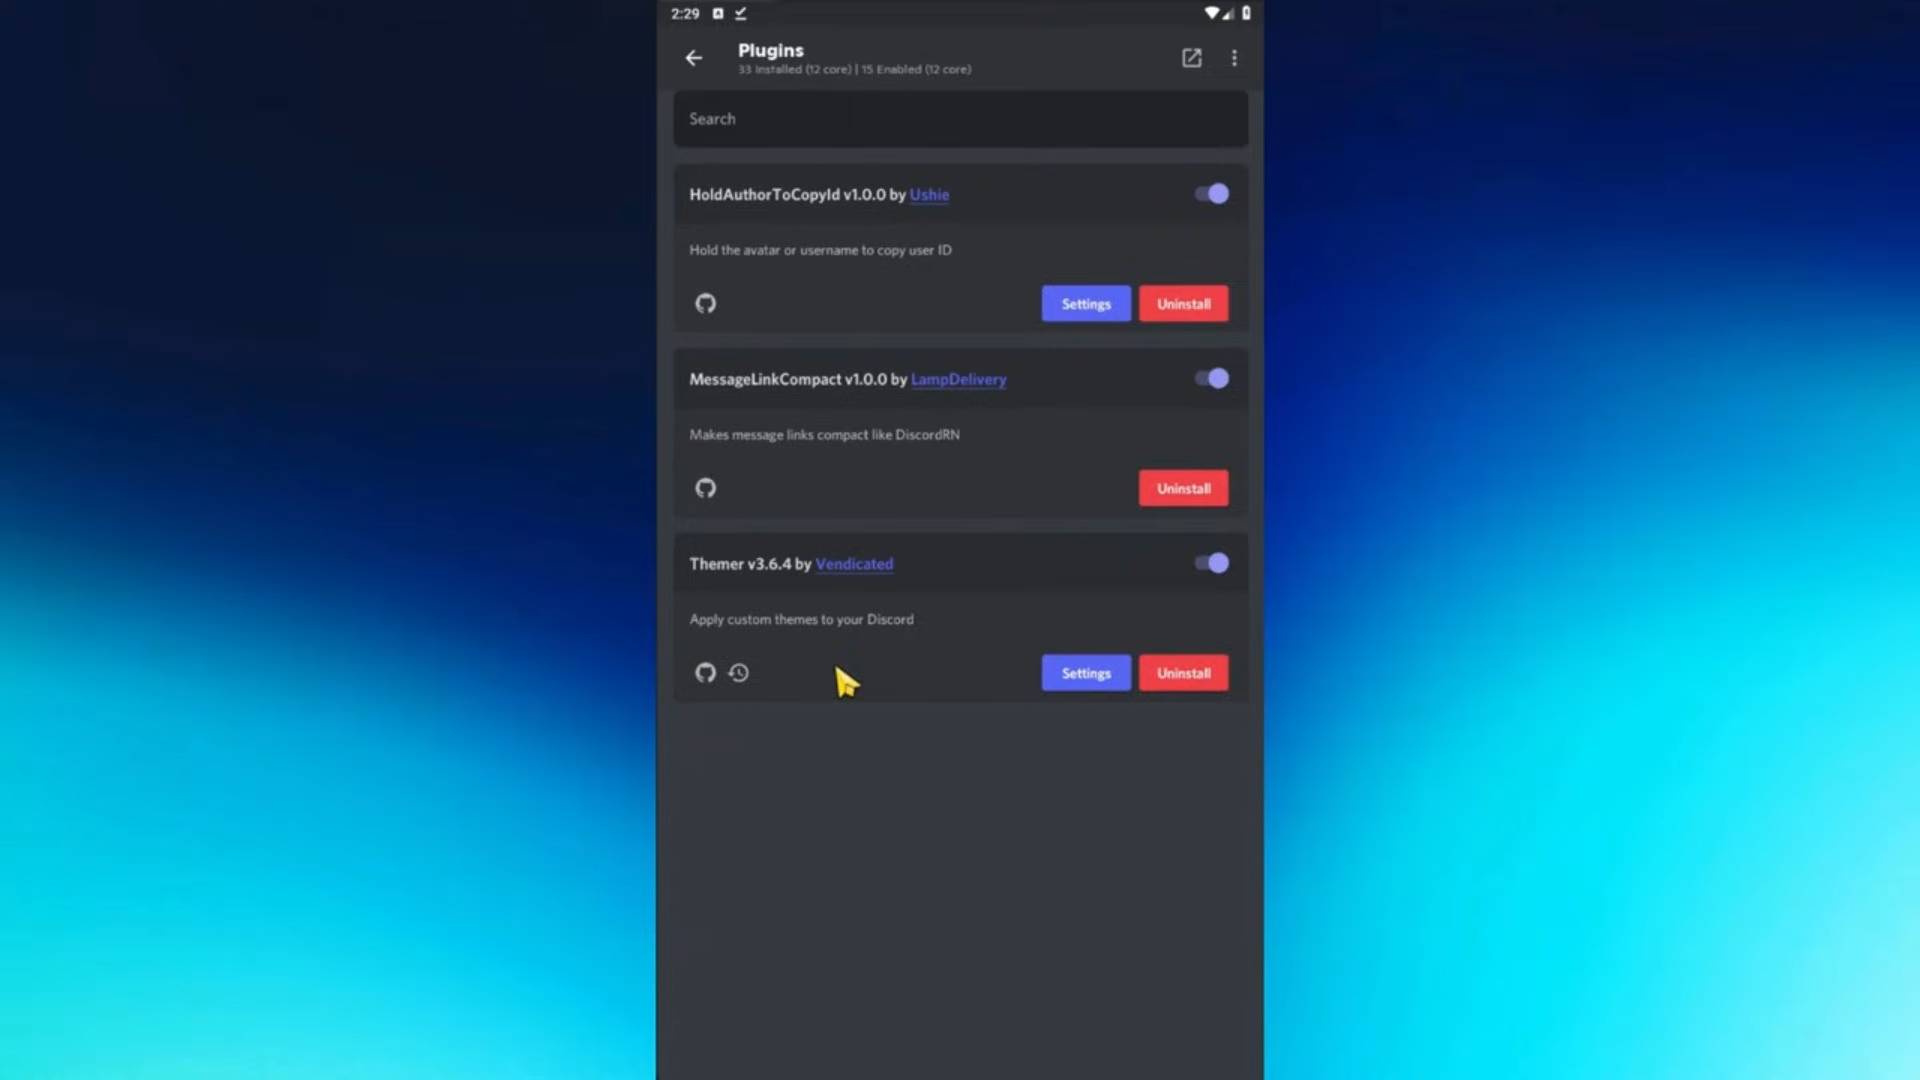 2:29
Plugins
33 Installed (12 core) | 15 Enabled (12 core)
Search
HoldAuthorToCopyId v1.0.0 by Ushie
Hold the avatar or username to copy user ID
Settings Uninstall
MessageLinkCompact v1.0.0 by LampDelivery
Makes message links compact like DiscordRN
Uninstall
Themer v3.6.4 by Vendicated
Apply custom themes to your Discord
Settings Uninstall